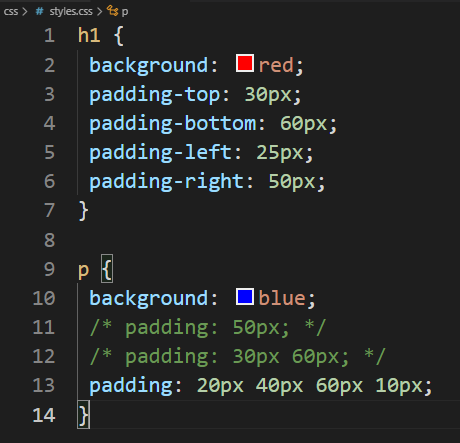 css > # styles.css > p
1 h1 {
2 background: red;
3 padding-top: 30px;
4 padding-bottom: 60px;
5 padding-left: 25px;
6 padding-right: 50px;
7 }
8
9 p {
10 background: blue;
11 /* padding: 50px; */
12 /* padding: 30px 60px; */
13 padding: 20px 40px 60px 10px;
14 }